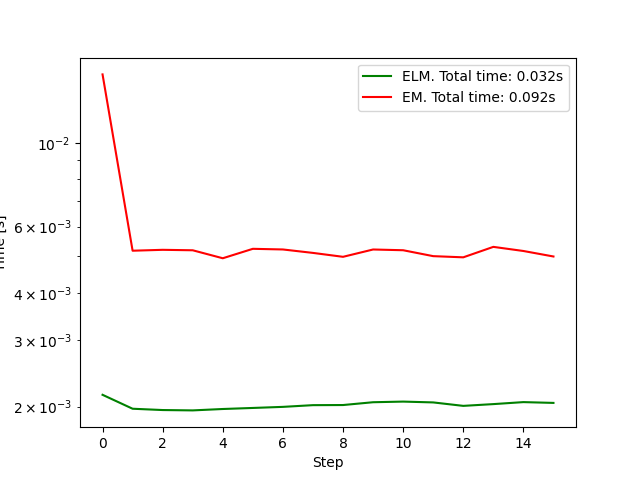 ELM. Total time: 0.032s
EM. Total time: 0.092s
10⁻²
6 × 10⁻³
4 × 10⁻³
3 × 10⁻³
2 × 10⁻³
Time [s]
0 2 4 6 8 10 12 14
Step